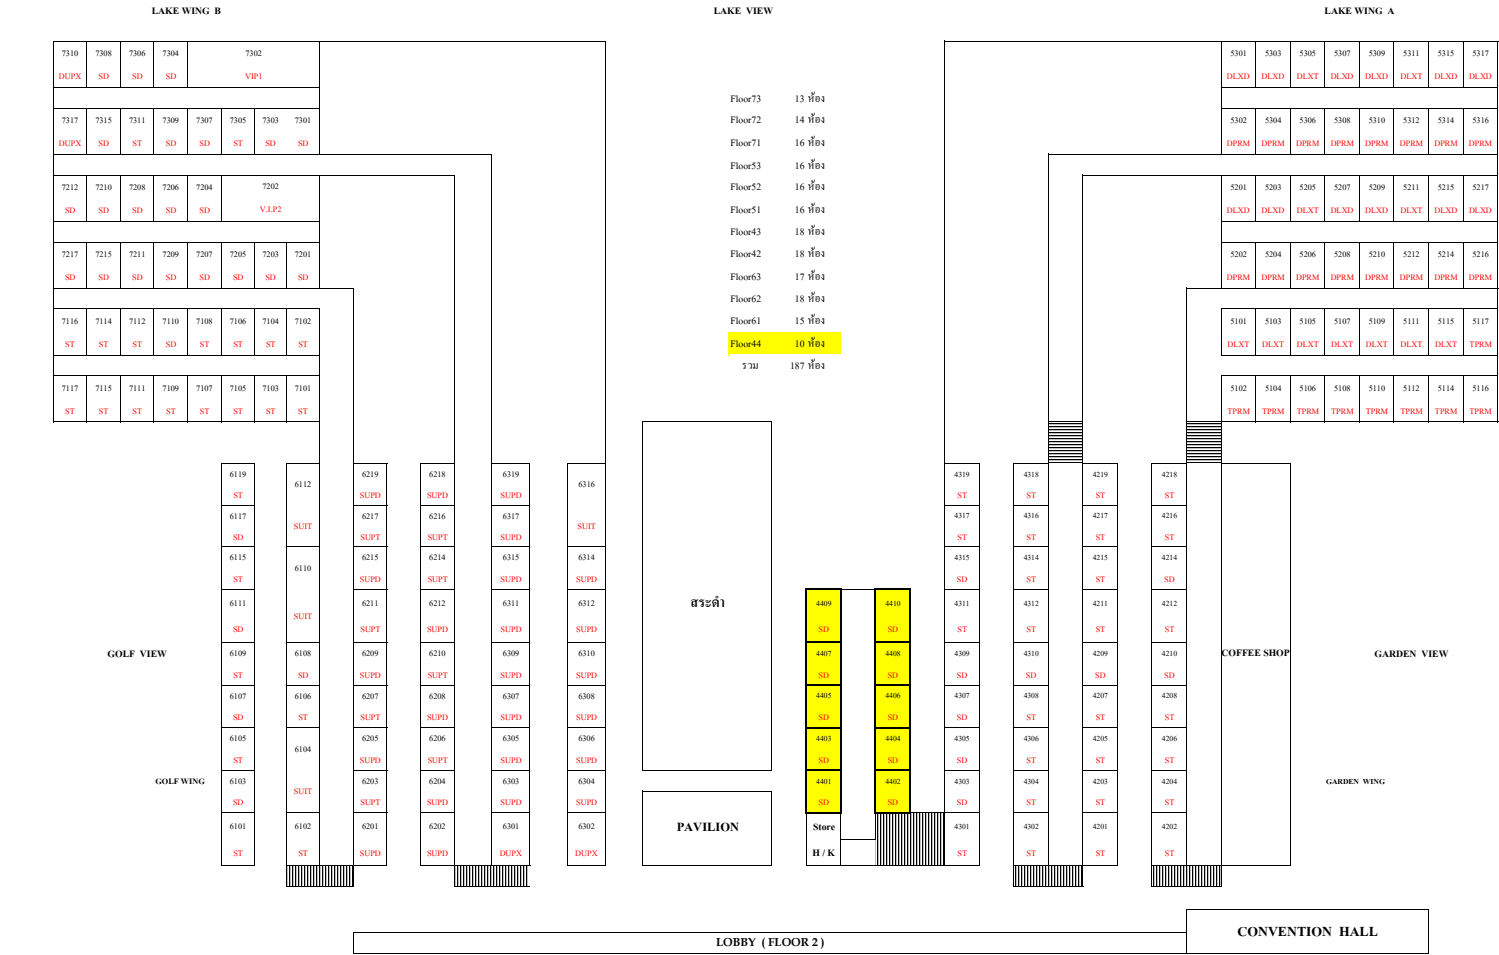 LAKE WING B LAKE VIEW LAKE WING A
7310 7308 7306 7304 7302
DUPX SD SD SD VIP1
7317 7315 7311 7309 7307 7305 7303 7301
DUPX SD ST SD SD ST SD SD
7212 7210 7208 7206 7204 7202
SD SD SD SD SD V.I.P2
7217 7215 7211 7209 7207 7205 7203 7201
SD SD SD SD SD SD SD SD
7116 7114 7112 7110 7108 7106 7104 7102
ST ST ST SD ST ST ST ST
7117 7115 7111 7109 7107 7105 7103 7101
ST ST ST ST ST ST ST ST
Floor73 13 ห้อง
Floor72 14 ห้อง
Floor71 16 ห้อง
Floor53 16 ห้อง
Floor52 16 ห้อง
Floor51 16 ห้อง
Floor43 18 ห้อง
Floor42 18 ห้อง
Floor63 17 ห้อง
Floor62 18 ห้อง
Floor61 15 ห้อง
Floor44 10 ห้อง
รวม 187 ห้อง
5301 5303 5305 5307 5309 5311 5315 5317
DLXD DLXD DLXT DLXD DLXD DLXT DLXD DLXD
5302 5304 5306 5308 5310 5312 5314 5316
DPRM DPRM DPRM DPRM DPRM DPRM DPRM DPRM
5201 5203 5205 5207 5209 5211 5215 5217
DLXD DLXD DLXT DLXD DLXD DLXT DLXD DLXD
5202 5204 5206 5208 5210 5212 5214 5216
DPRM DPRM DPRM DPRM DPRM DPRM DPRM DPRM
5101 5103 5105 5107 5109 5111 5115 5117
DLXT DLXT DLXT DLXT DLXT DLXT DLXT TPRM
5102 5104 5106 5108 5110 5112 5114 5116
TPRM TPRM TPRM TPRM TPRM TPRM TPRM TPRM
6119 6219 6218 6319 4319 4318 4219 4218
6112 6316
ST SUPD SUPD SUPD ST ST ST ST
6117 6217 6216 6317 4317 4316 4217 4216
SUIT SUIT
SD SUPT SUPT SUPD ST ST ST ST
6115 6215 6214 6315 6314 4315 4314 4215 4214
6110
ST SUPD SUPT SUPD SUPD SD ST ST SD
6111 6211 6212 6311 6312 สระดำ 4409 4410 4311 4312 4211 4212
SUIT
SD SUPT SUPD SUPD SUPD SD SD ST ST ST ST
GOLF VIEW 6109 6108 6209 6210 6309 6310 4407 4408 4309 4310 4209 4210 COFFEE SHOP GARDEN VIEW
ST SD SUPD SUPT SUPD SUPD SD SD SD SD SD SD
6107 6106 6207 6208 6307 6308 4405 4406 4307 4308 4207 4208
SD ST SUPT SUPD SUPD SUPD SD SD SD ST ST ST
6105 6205 6206 6305 6306 4403 4404 4305 4306 4205 4206
6104
ST SUPD SUPT SUPD SUPD SD SD SD ST ST ST
GOLF WING 6103 6203 6204 6303 6304 4401 4402 4303 4304 4203 4204 GARDEN WING
SUIT
SD SUPT SUPD SUPD SUPD SD SD SD ST ST ST
6101 6102 6201 6202 6301 6302 PAVILION Store 4301 4302 4201 4202
ST ST SUPD SUPD DUPX DUPX H / K ST ST ST ST
CONVENTION HALL
LOBBY ( FLOOR 2 )